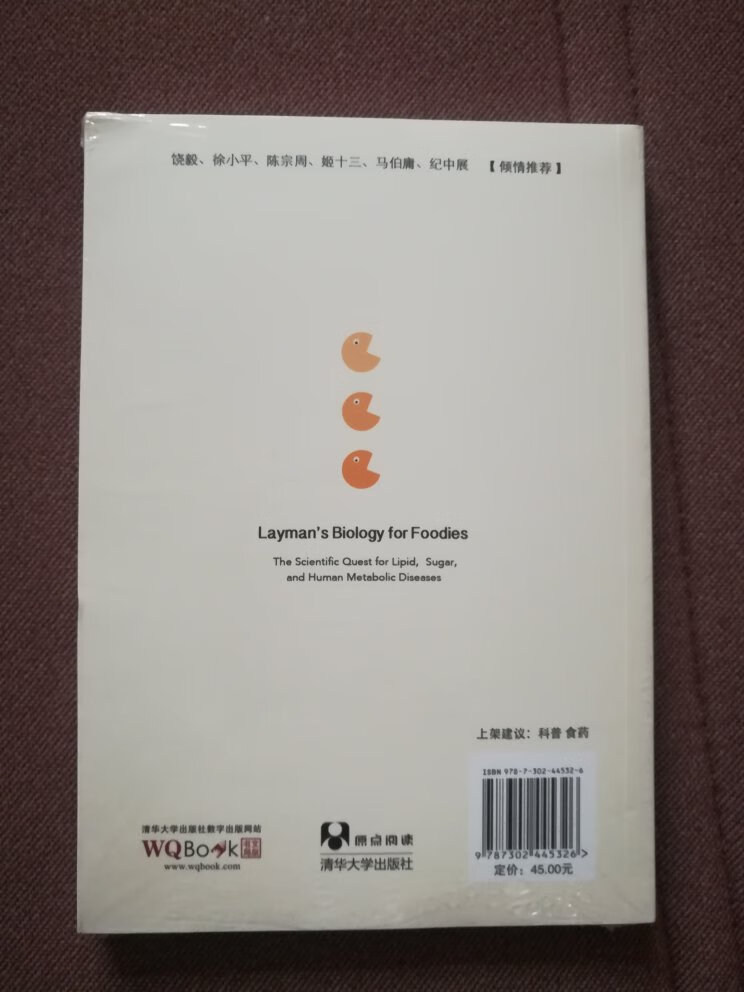 饶毅、徐小平、陈宗周、姬十三、马伯庸、纪中展 【倾情推荐】
Layman's Biology for Foodies
The Scientific Quest for Lipid, Sugar,
and Human Metabolic Diseases
上架建议：科普 食药
ISBN 978-7-302-44532-6
9 787302 445326 >
定价：45.00元
清华大学出版社数字出版网站
WQBook
www.wqbook.com
原点阅读
清华大学出版社